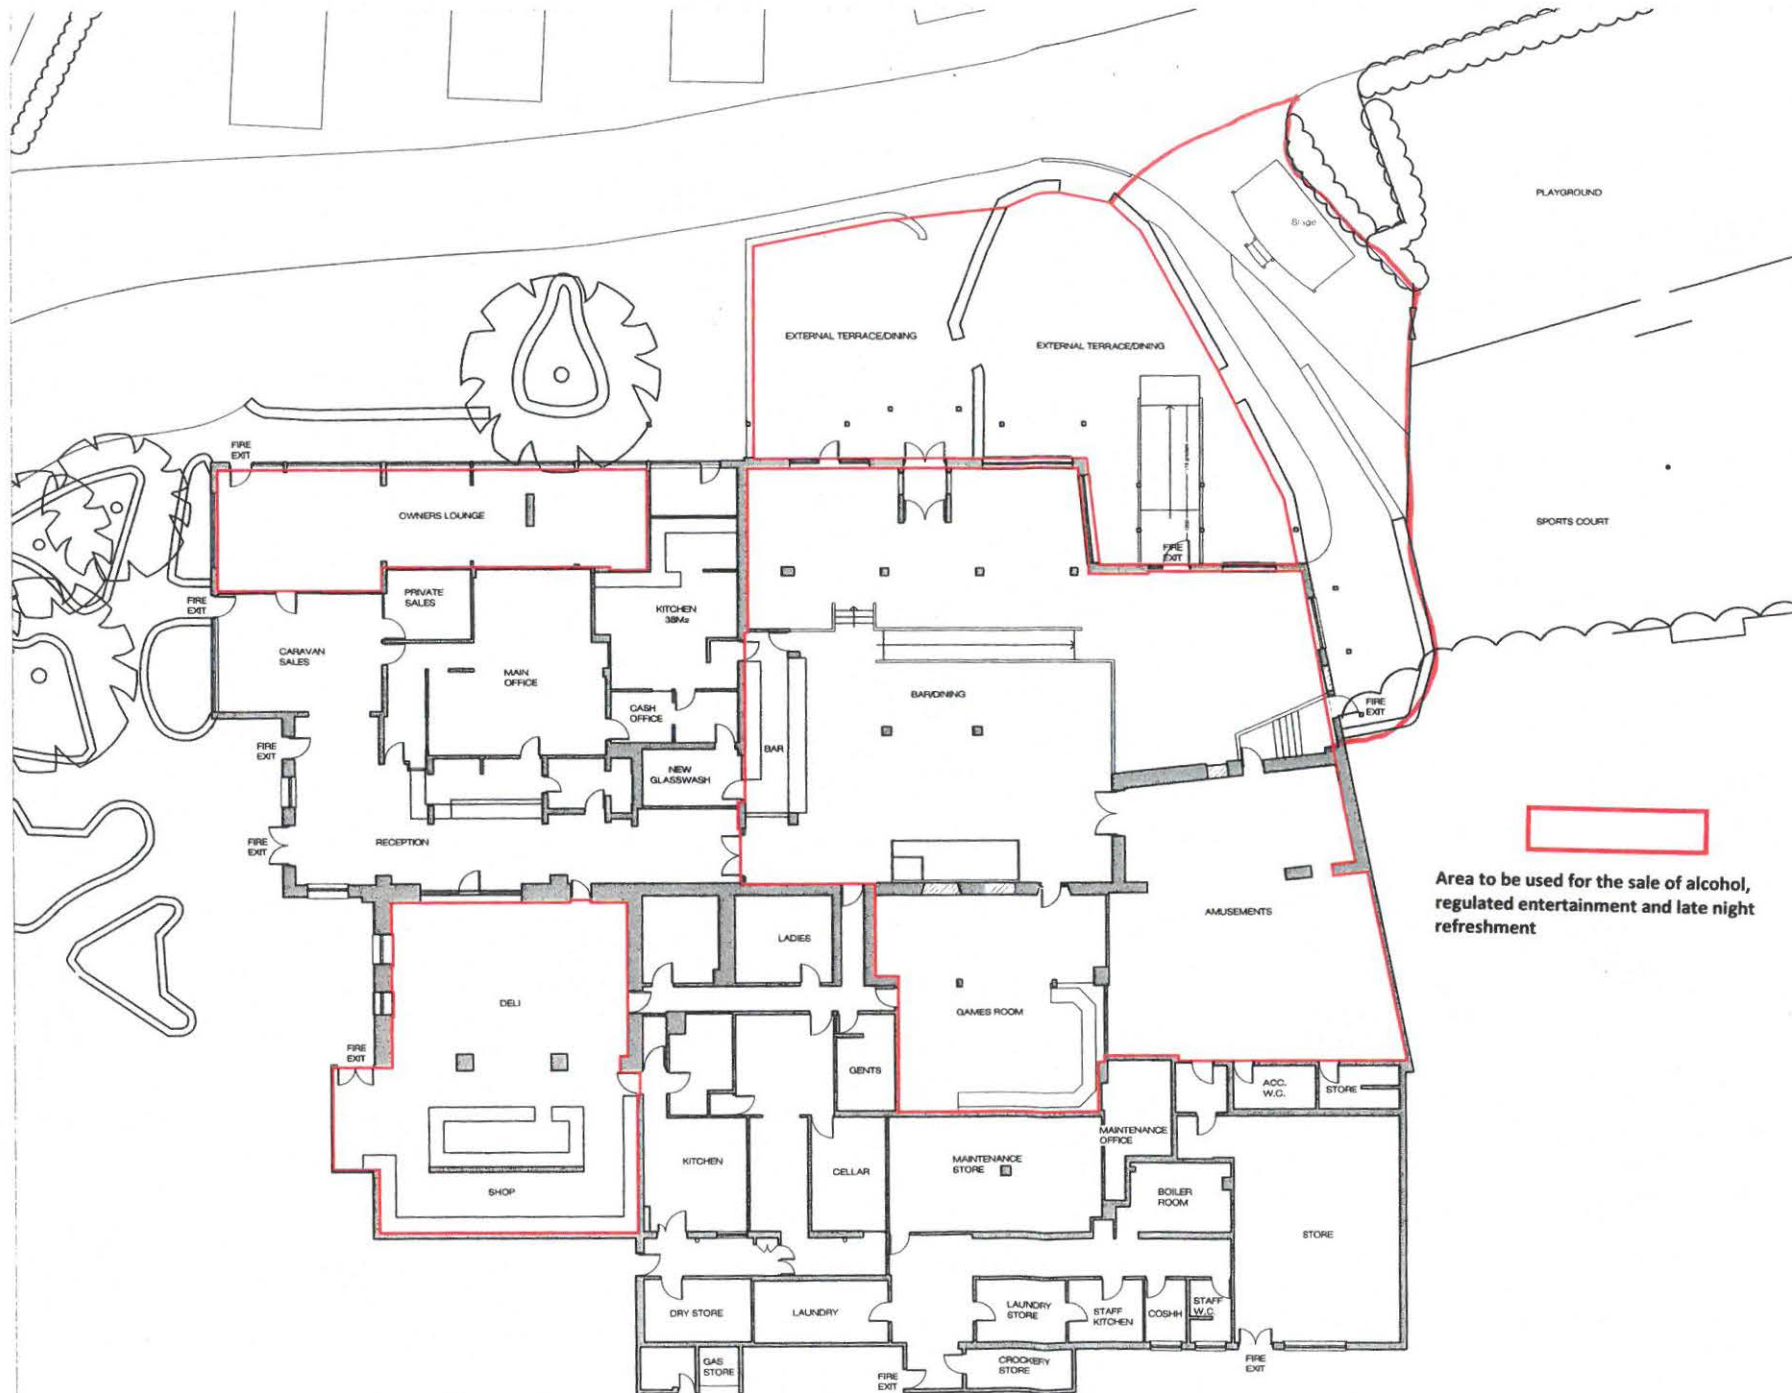 PLAYGROUND
Stage
EXTERNAL TERRACE/DINING
EXTERNAL TERRACE/DINING
FIRE
EXIT
OWNERS LOUNGE
SPORTS COURT
FIRE
EXIT
FIRE
EXIT
PRIVATE
SALES
KITCHEN
38M2
CARAVAN
SALES
MAIN
OFFICE
CASH
OFFICE
BAR/DINING
FIRE
EXIT
FIRE
EXIT
BAR
NEW
GLASSWASH
FIRE
EXIT
RECEPTION
Area to be used for the sale of alcohol,
regulated entertainment and late night
refreshment
AMUSEMENTS
LADIES
DELI
GAMES ROOM
FIRE
EXIT
GENTS
ACC.
W.C.
STORE
MAINTENANCE
OFFICE
KITCHEN
CELLAR
MAINTENANCE
STORE
BOILER
ROOM
SHOP
STORE
DRY STORE
LAUNDRY
LAUNDRY
STORE
STAFF
KITCHEN
COSHH
STAFF
W.C.
GAS
STORE
FIRE
EXIT
CROCKERY
STORE
FIRE
EXIT